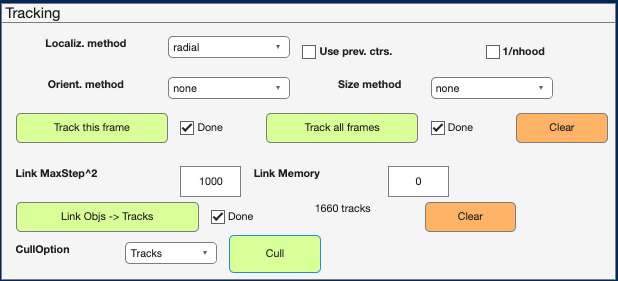 Tracking
Localiz. method radial Use prev. ctrs. 1/nhood
Orient. method none Size method none
Track this frame Done Track all frames Done Clear
Link MaxStep^2 1000 Link Memory 0
Link Objs -> Tracks Done 1660 tracks Clear
CullOption Tracks Cull